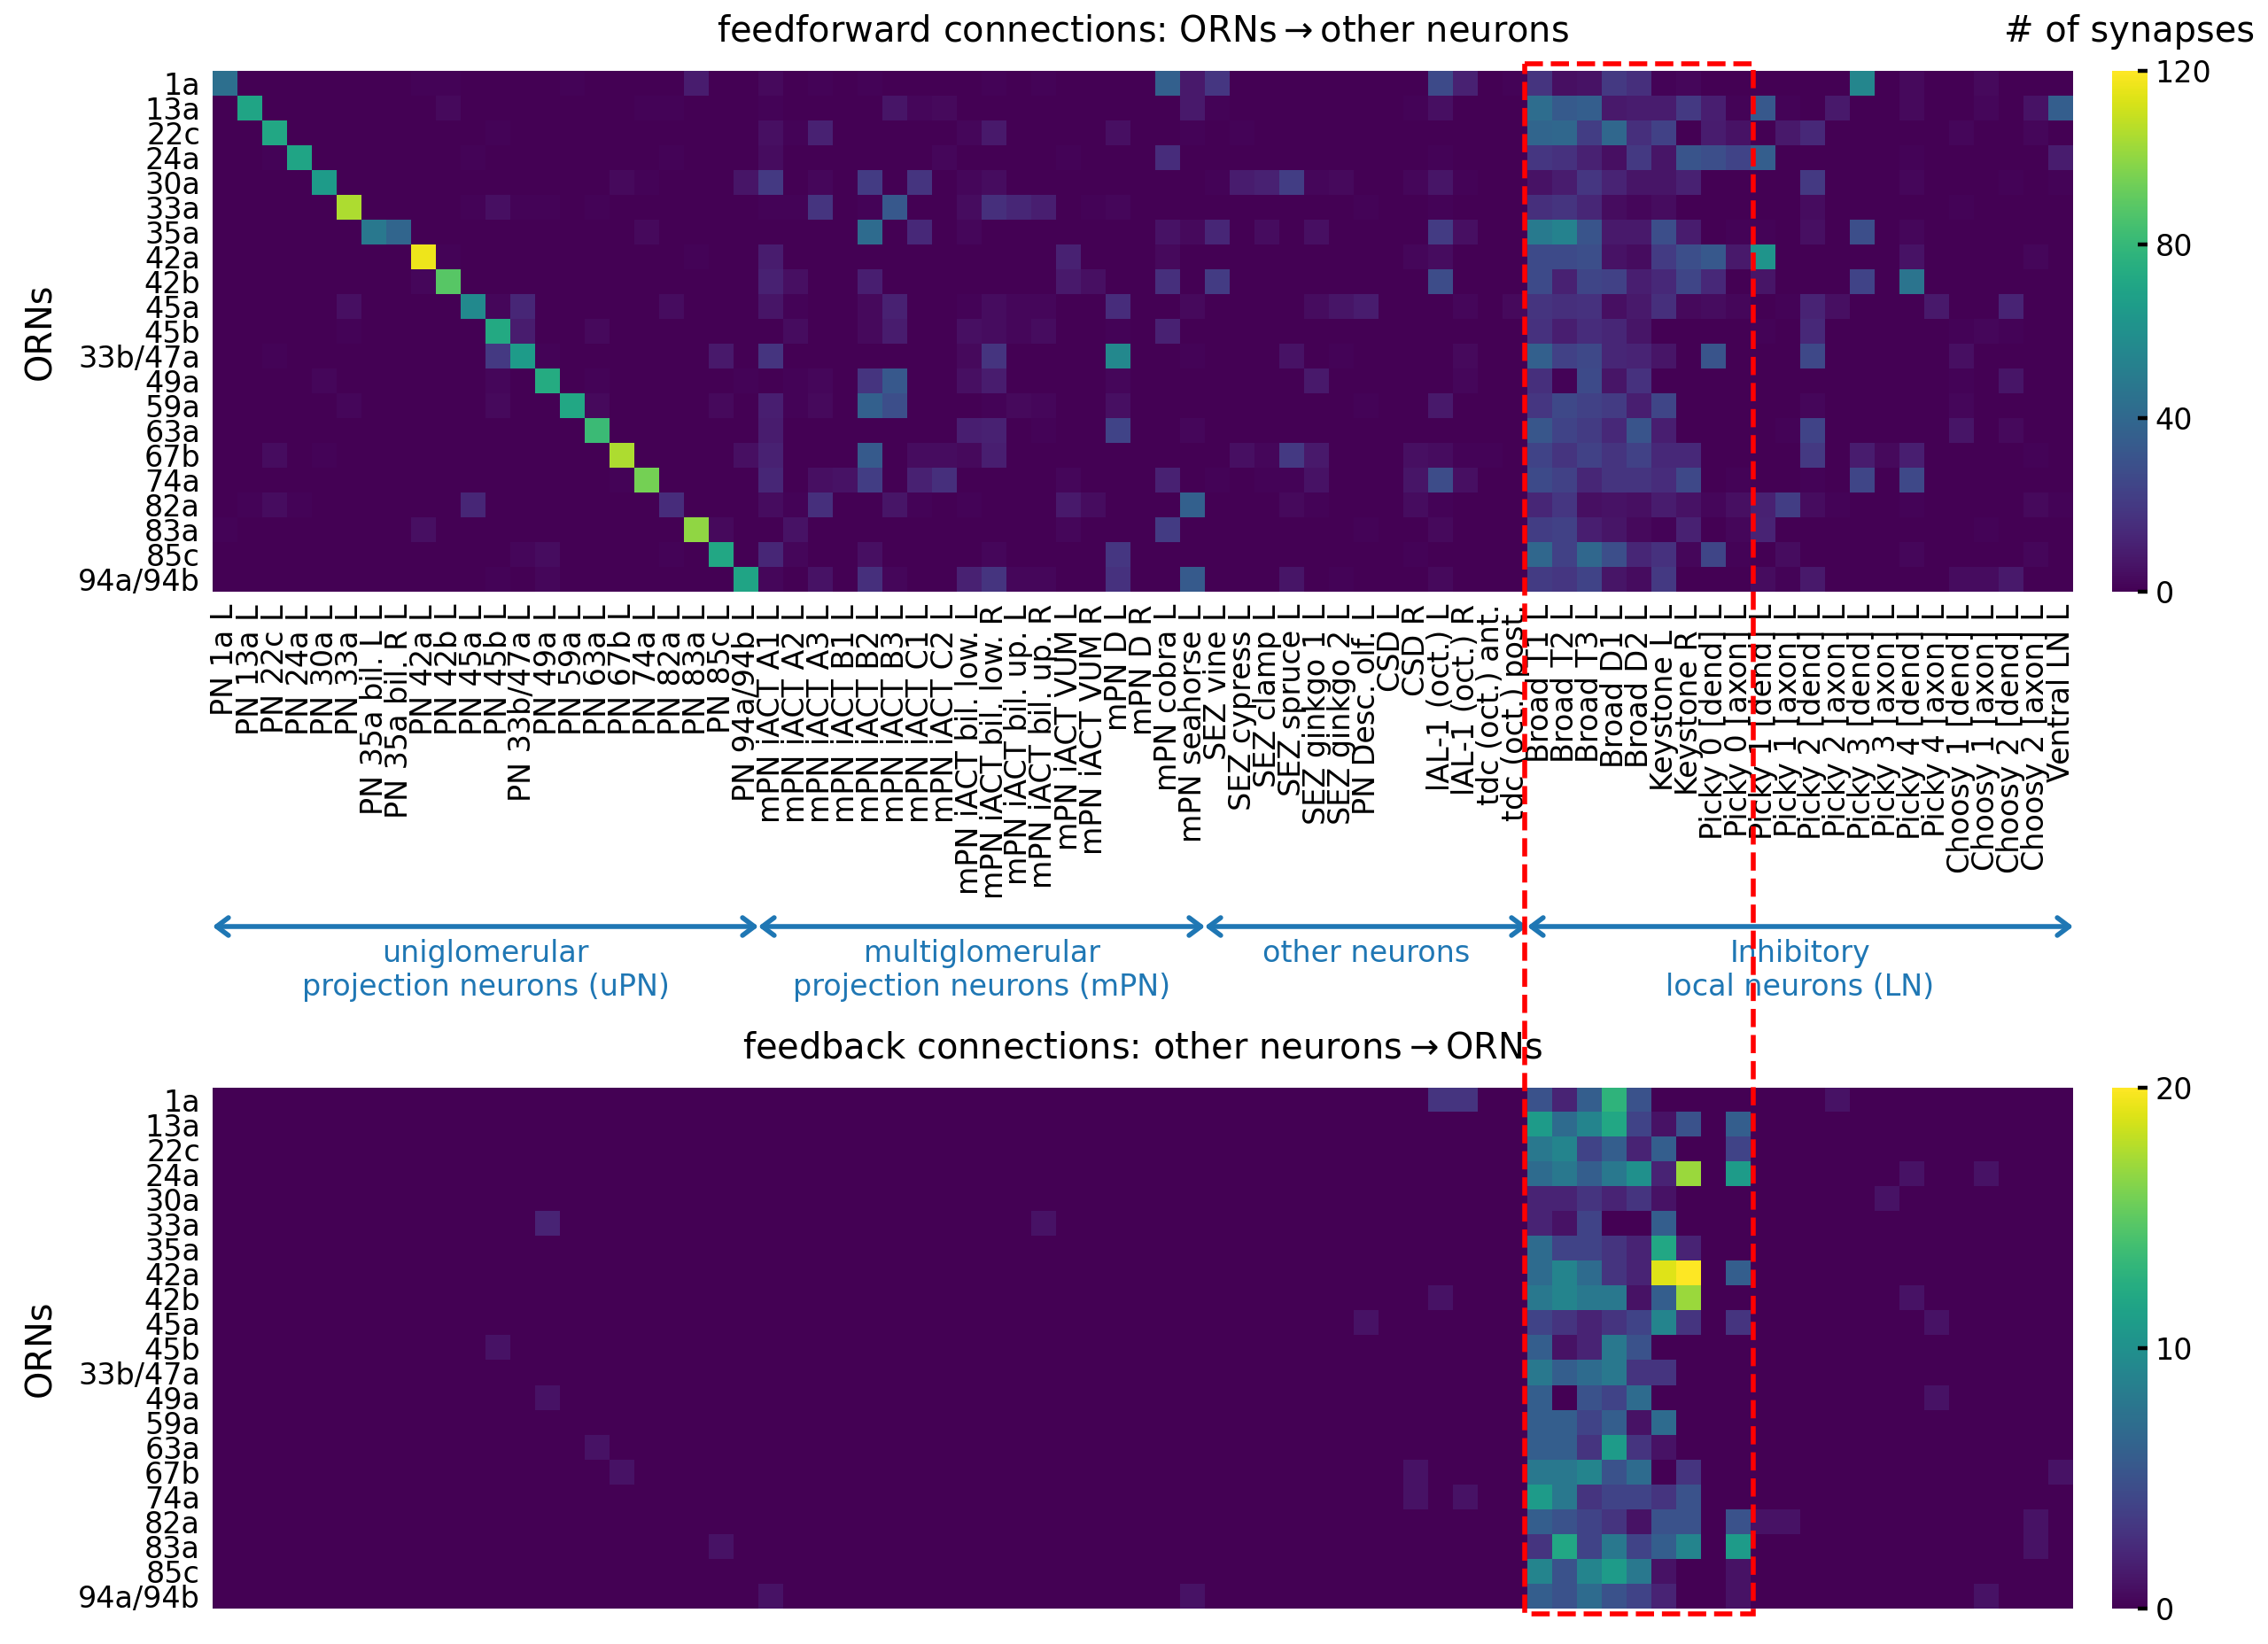 feedforward connections: ORNs→other neurons
# of synapses
ORNs
1a
13a
22c
24a
30a
33a
35a
42a
42b
45a
45b
33b/47a
49a
59a
63a
67b
74a
82a
83a
85c
94a/94b
120
80
40
0
PN 1a L
PN 13a L
PN 22c L
PN 24a L
PN 30a L
PN 33a L
PN 35a bil. L L
PN 35a bil. R L
PN 42a L
PN 42b L
PN 45a L
PN 45b L
PN 33b/47a L
PN 49a L
PN 59a L
PN 63a L
PN 67b L
PN 74a L
PN 82a L
PN 83a L
PN 85c L
PN 94a/94b L
mPN iACT A1 L
mPN iACT A2 L
mPN iACT A3 L
mPN iACT B1 L
mPN iACT B2 L
mPN iACT B3 L
mPN iACT C1 L
mPN iACT C2 L
mPN iACT bil. low. L
mPN iACT bil. low. R
mPN iACT bil. up. L
mPN iACT bil. up. R
mPN iACT VUM L
mPN iACT VUM R
mPN D L
mPN D R
mPN cobra L
mPN seahorse L
SEZ vine L
SEZ cypress L
SEZ clamp L
SEZ spruce L
SEZ ginkgo 1 L
SEZ ginkgo 2 L
PN Desc. olf. L
CSD L
CSD R
lAL-1 (oct.) L
lAL-1 (oct.) R
tdc (oct.) ant.
tdc (oct.) post.
Broad T1 L
Broad T2 L
Broad T3 L
Broad D1 L
Broad D2 L
Keystone L L
Keystone R L
Picky 0 [dend] L
Picky 0 [axon] L
Picky 1 [dend] L
Picky 1 [axon] L
Picky 2 [dend] L
Picky 2 [axon] L
Picky 3 [dend] L
Picky 3 [axon] L
Picky 4 [dend] L
Picky 4 [axon] L
Choosy 1 [dend] L
Choosy 1 [axon] L
Choosy 2 [dend] L
Choosy 2 [axon] L
Ventral LN L
uniglomerular
projection neurons (uPN)
multiglomerular
projection neurons (mPN)
other neurons
Inhibitory
local neurons (LN)
feedback connections: other neurons→ORNs
ORNs
1a
13a
22c
24a
30a
33a
35a
42a
42b
45a
45b
33b/47a
49a
59a
63a
67b
74a
82a
83a
85c
94a/94b
20
10
0